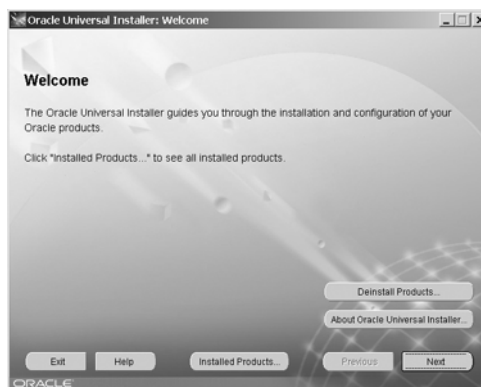 Oracle Universal Installer: Welcome
Welcome
The Oracle Universal Installer guides you through the installation and configuration of your
Oracle products.
Click "Installed Products..." to see all installed products.
Deinstall Products...
About Oracle Universal Installer...
Exit
Help
Installed Products...
Previous
Next
ORACLE